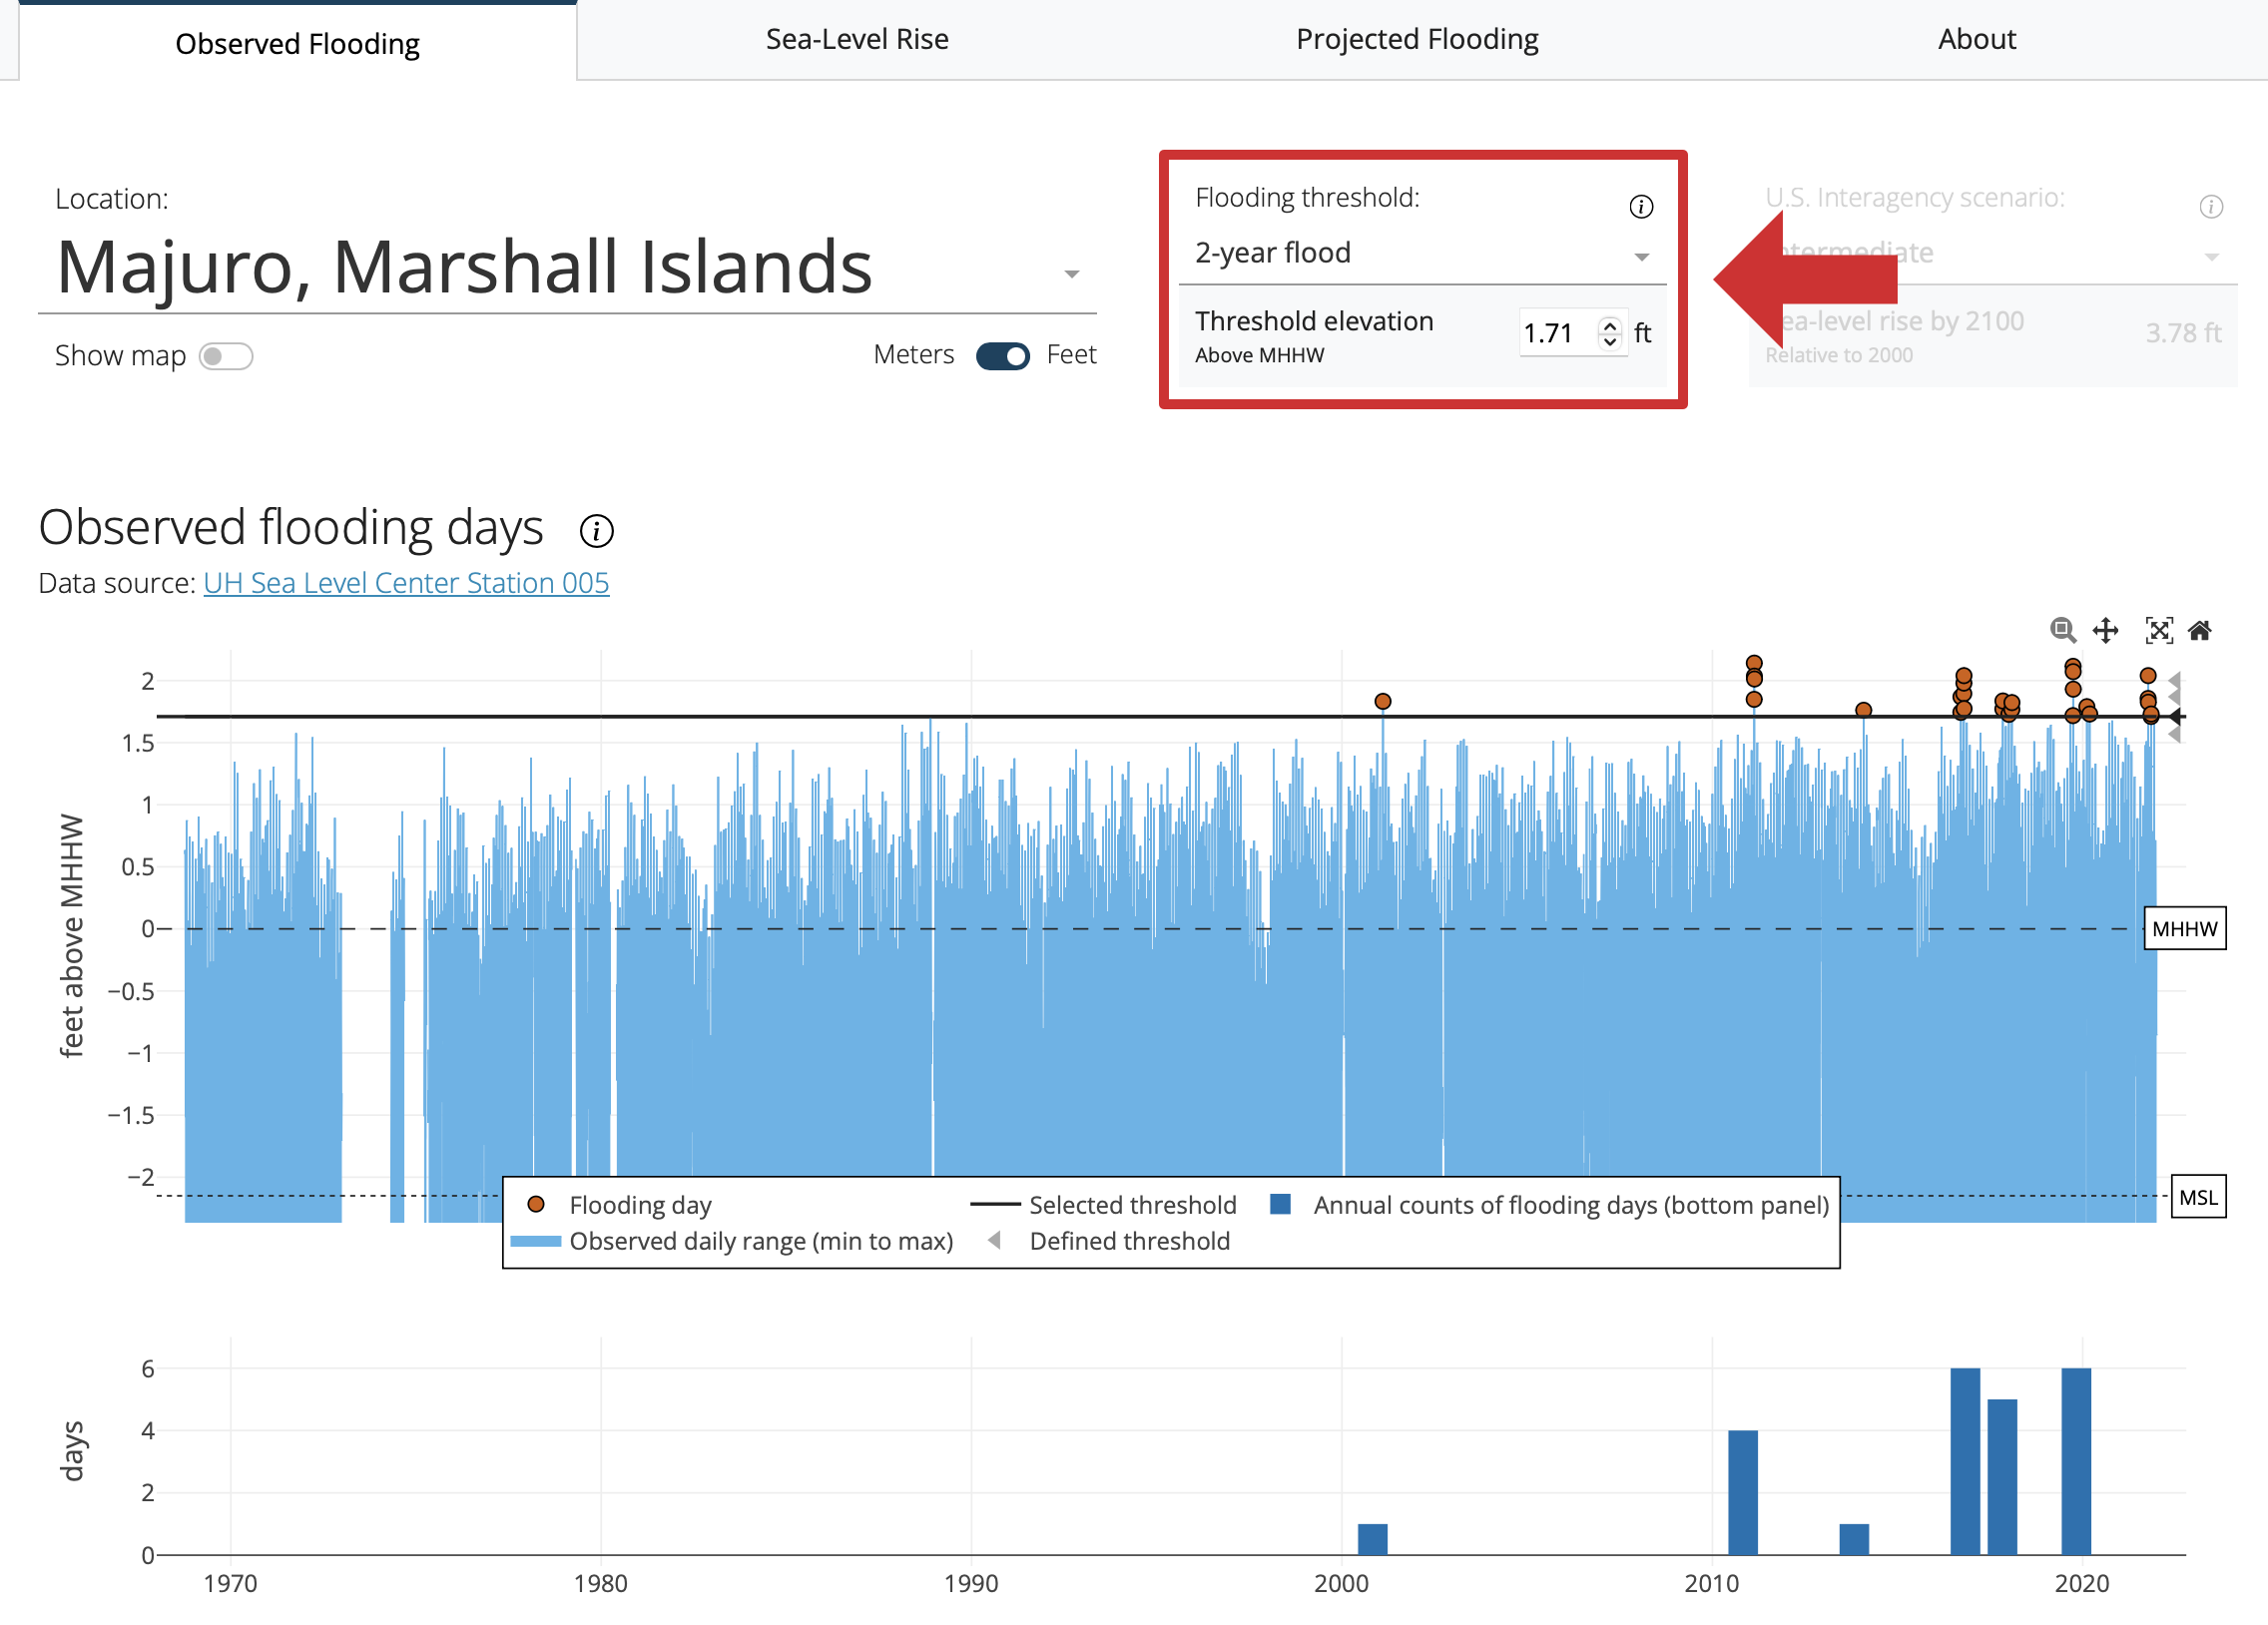 Observed Flooding
Sea-Level Rise
Projected Flooding
About
Location:
Majuro, Marshall Islands
Show map
Meters
Feet
Flooding threshold:
2-year flood
Threshold elevation
1.71 ft
Above MHHW
U.S. Interagency scenario:
Sea-level rise by 2100
3.78 ft
Relative to 2000
Observed flooding days
Data source: UH Sea Level Center Station 005
feet above MHHW
2
1.5
1
0.5
0
−0.5
−1
−1.5
−2
MHHW
MSL
Flooding day
Selected threshold
Annual counts of flooding days (bottom panel)
Observed daily range (min to max)
Defined threshold
days
6
4
2
0
1970
1980
1990
2000
2010
2020